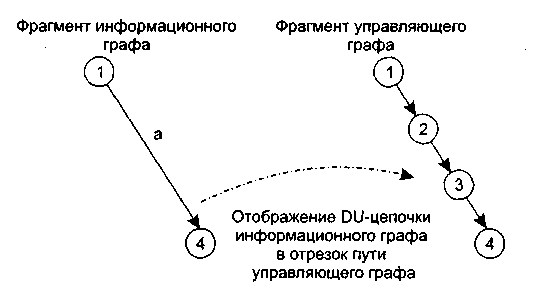 Фрагмент информационного
графа
Фрагмент управляющего
графа
1
а
4
1
2
3
4
Отображение DU-цепочки
информационного графа
в отрезок пути
управляющего графа